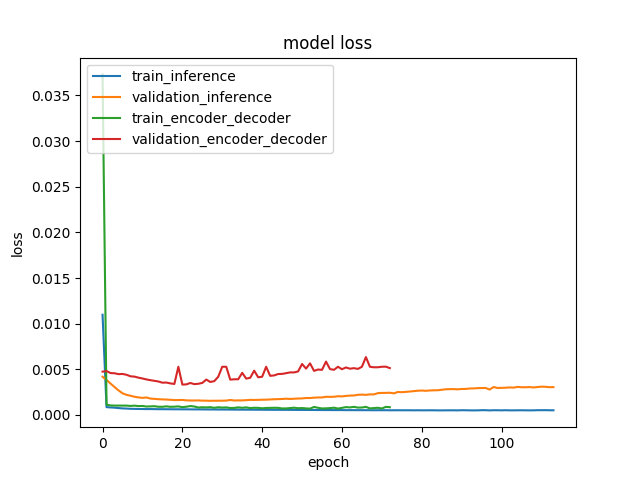 model loss
train_inference
validation_inference
train_encoder_decoder
validation_encoder_decoder
loss
0.035
0.030
0.025
0.020
0.015
0.010
0.005
0.000
0 20 40 60 80 100
epoch